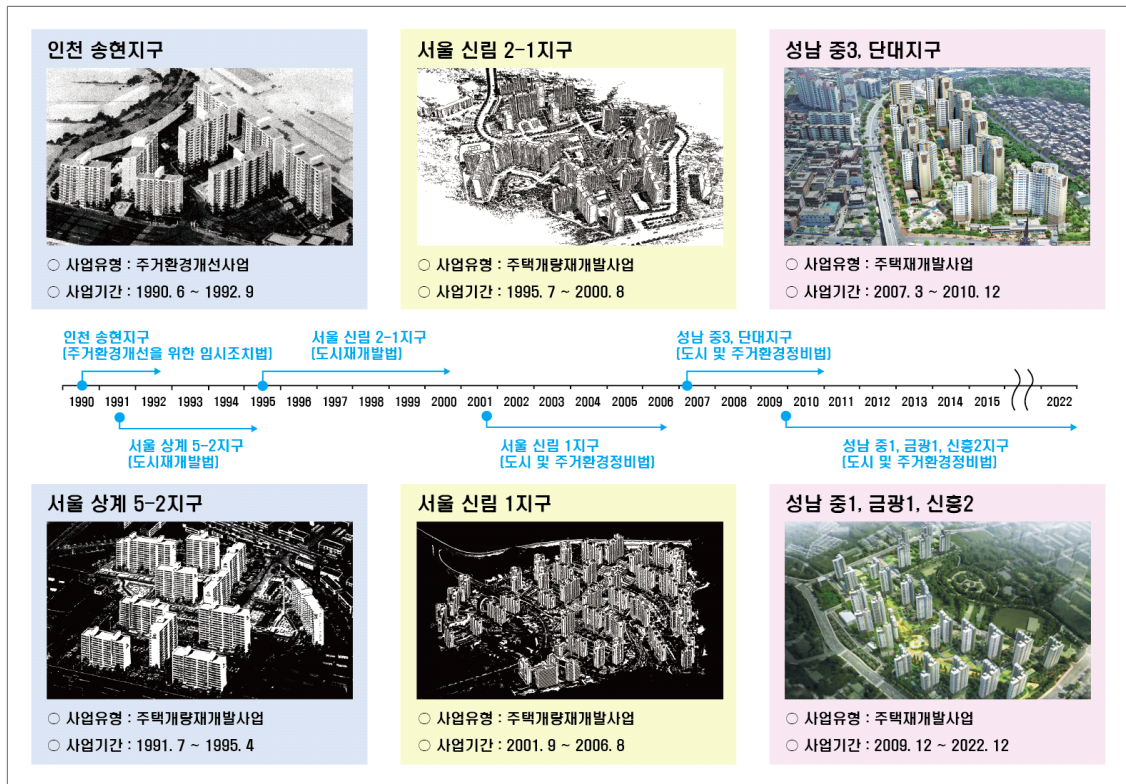 인천 송현지구
○ 사업유형 : 주거환경개선사업
○ 사업기간 : 1990. 6 ~ 1992. 9
서울 신림 2-1지구
○ 사업유형 : 주택개량재개발사업
○ 사업기간 : 1995. 7 ~ 2000. 8
성남 중3, 단대지구
○ 사업유형 : 주택재개발사업
○ 사업기간 : 2007. 3 ~ 2010. 12
인천 송현지구
(주거환경개선을 위한 임시조치법)
서울 신림 2-1지구
(도시재개발법)
성남 중3, 단대지구
(도시 및 주거환경정비법)
1990 1991 1992 1993 1994 1995 1996 1997 1998 1999 2000 2001 2002 2003 2004 2005 2006 2007 2008 2009 2010 2011 2012 2013 2014 2015 2022
서울 상계 5-2지구
(도시재개발법)
서울 신림 1지구
(도시 및 주거환경정비법)
성남 중1, 금광1, 신흥2지구
(도시 및 주거환경정비법)
서울 상계 5-2지구
○ 사업유형 : 주택개량재개발사업
○ 사업기간 : 1991. 7 ~ 1995. 4
서울 신림 1지구
○ 사업유형 : 주택개량재개발사업
○ 사업기간 : 2001. 9 ~ 2006. 8
성남 중1, 금광1, 신흥2
○ 사업유형 : 주택재개발사업
○ 사업기간 : 2009. 12 ~ 2022. 12